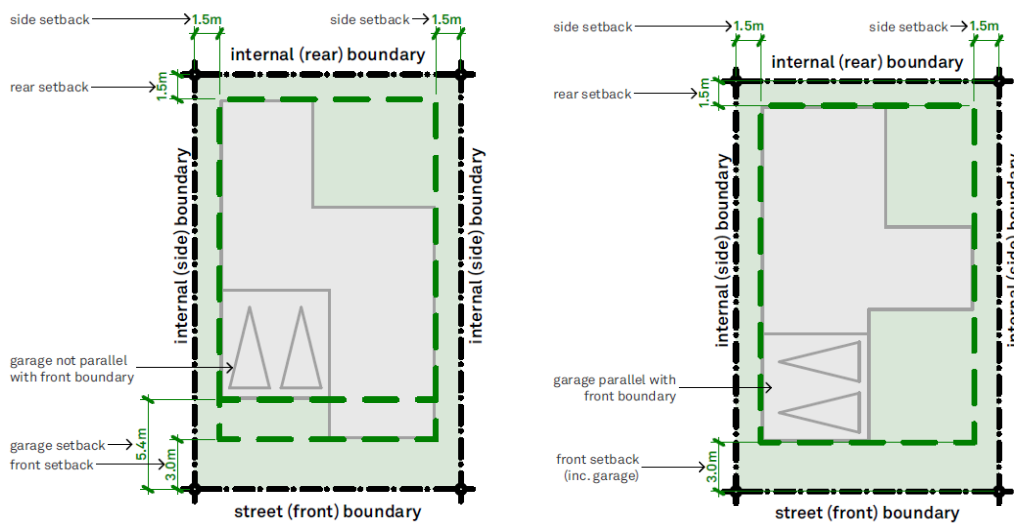 side setback
1.5m
side setback
1.5m
internal (rear) boundary
rear setback
1.5m
internal (side) boundary
internal (side) boundary
garage not parallel
with front boundary
garage setback
5.4m
front setback
3.0m
street (front) boundary
side setback
1.5m
side setback
1.5m
internal (rear) boundary
rear setback
1.5m
internal (side) boundary
internal (side) boundary
garage parallel with
front boundary
front setback
(inc. garage)
3.0m
street (front) boundary